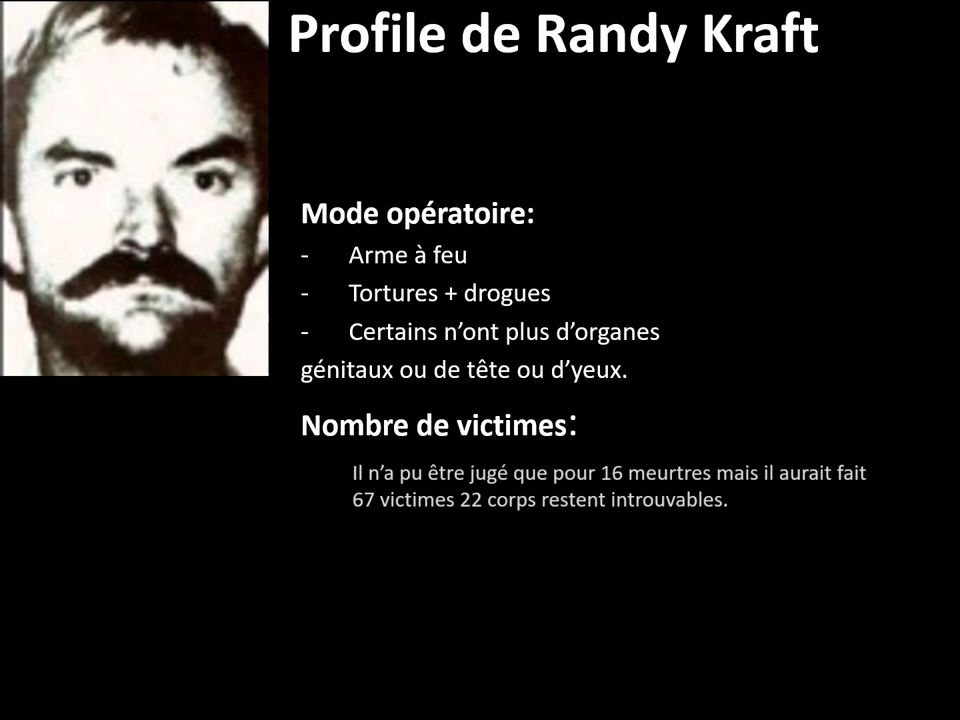 Profile de Randy Kraft
Mode opératoire:
- Arme à feu
- Tortures + drogues
- Certains n’ont plus d’organes
génitaux ou de tête ou d’yeux.
Nombre de victimes:
Il n’a pu être jugé que pour 16 meurtres mais il aurait fait
67 victimes 22 corps restent introuvables.